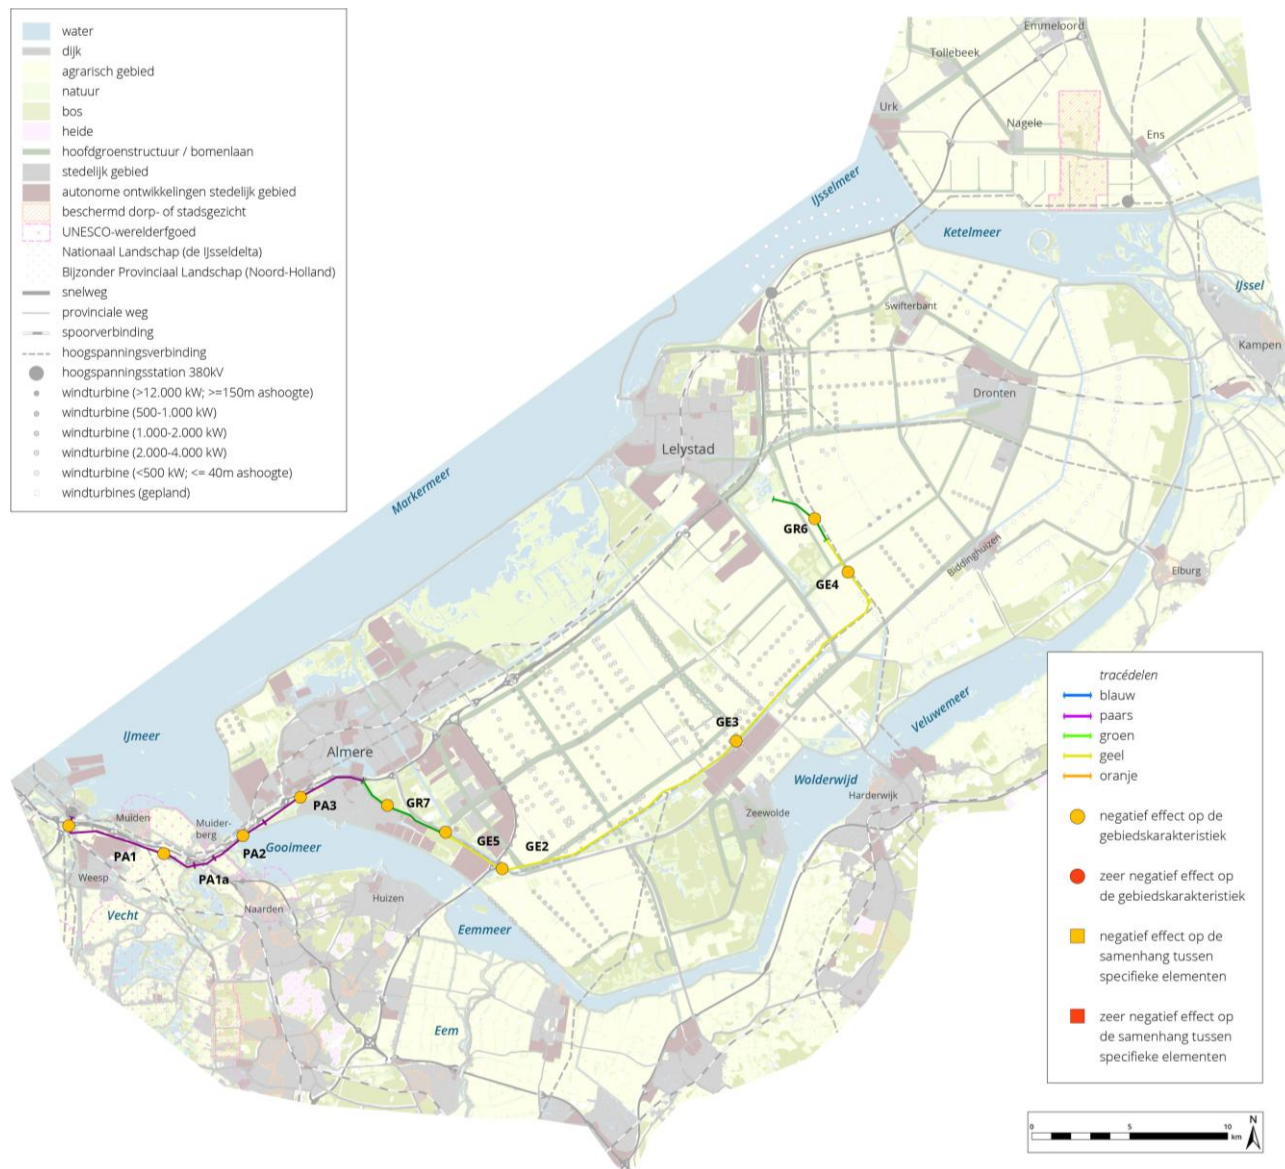 water
dijk
agrarisch gebied
natuur
bos
heide
hoofdgroenstructuur / bomenlaan
stedelijk gebied
autonome ontwikkelingen stedelijk gebied
beschermd dorp- of stadsgezicht
UNESCO-werelderfgoed
Nationaal Landschap (de IJsseldelta)
Bijzonder Provinciaal Landschap (Noord-Holland)
snelweg
provinciale weg
spoorverbinding
hoogspanningsverbinding
hoogspanningsstation 380kV
windturbine (>12.000 kW; >=150m ashoogte)
windturbine (500-1.000 kW)
windturbine (1.000-2.000 kW)
windturbine (2.000-4.000 kW)
windturbine (<500 kW; <= 40m ashoogte)
windturbines (gepland)
Emmeloord
Tollebeek
Urk
Nagele
Ens
IJsselmeer
Ketelmeer
IJssel
Kampen
Swifterbant
Dronten
Lelystad
Markermeer
GR6
GE4
Biddinghuizen
Elburg
Veluwemeer
GE3
Wolderwijd
Harderwijk
Zeewolde
IJmeer
Almere
PA3
GR7
GE5
GE2
Muiden
Muider-
berg
PA2
Gooimeer
PA1
PA1a
Weesp
Naarden
Huizen
Vecht
Eemmeer
Eem
tracédelen
blauw
paars
groen
geel
oranje
negatief effect op de
gebiedskarakteristiek
zeer negatief effect op
de gebiedskarakteristiek
negatief effect op de
samenhang tussen
specifieke elementen
zeer negatief effect op
de samenhang tussen
specifieke elementen
0 5 10
km
N